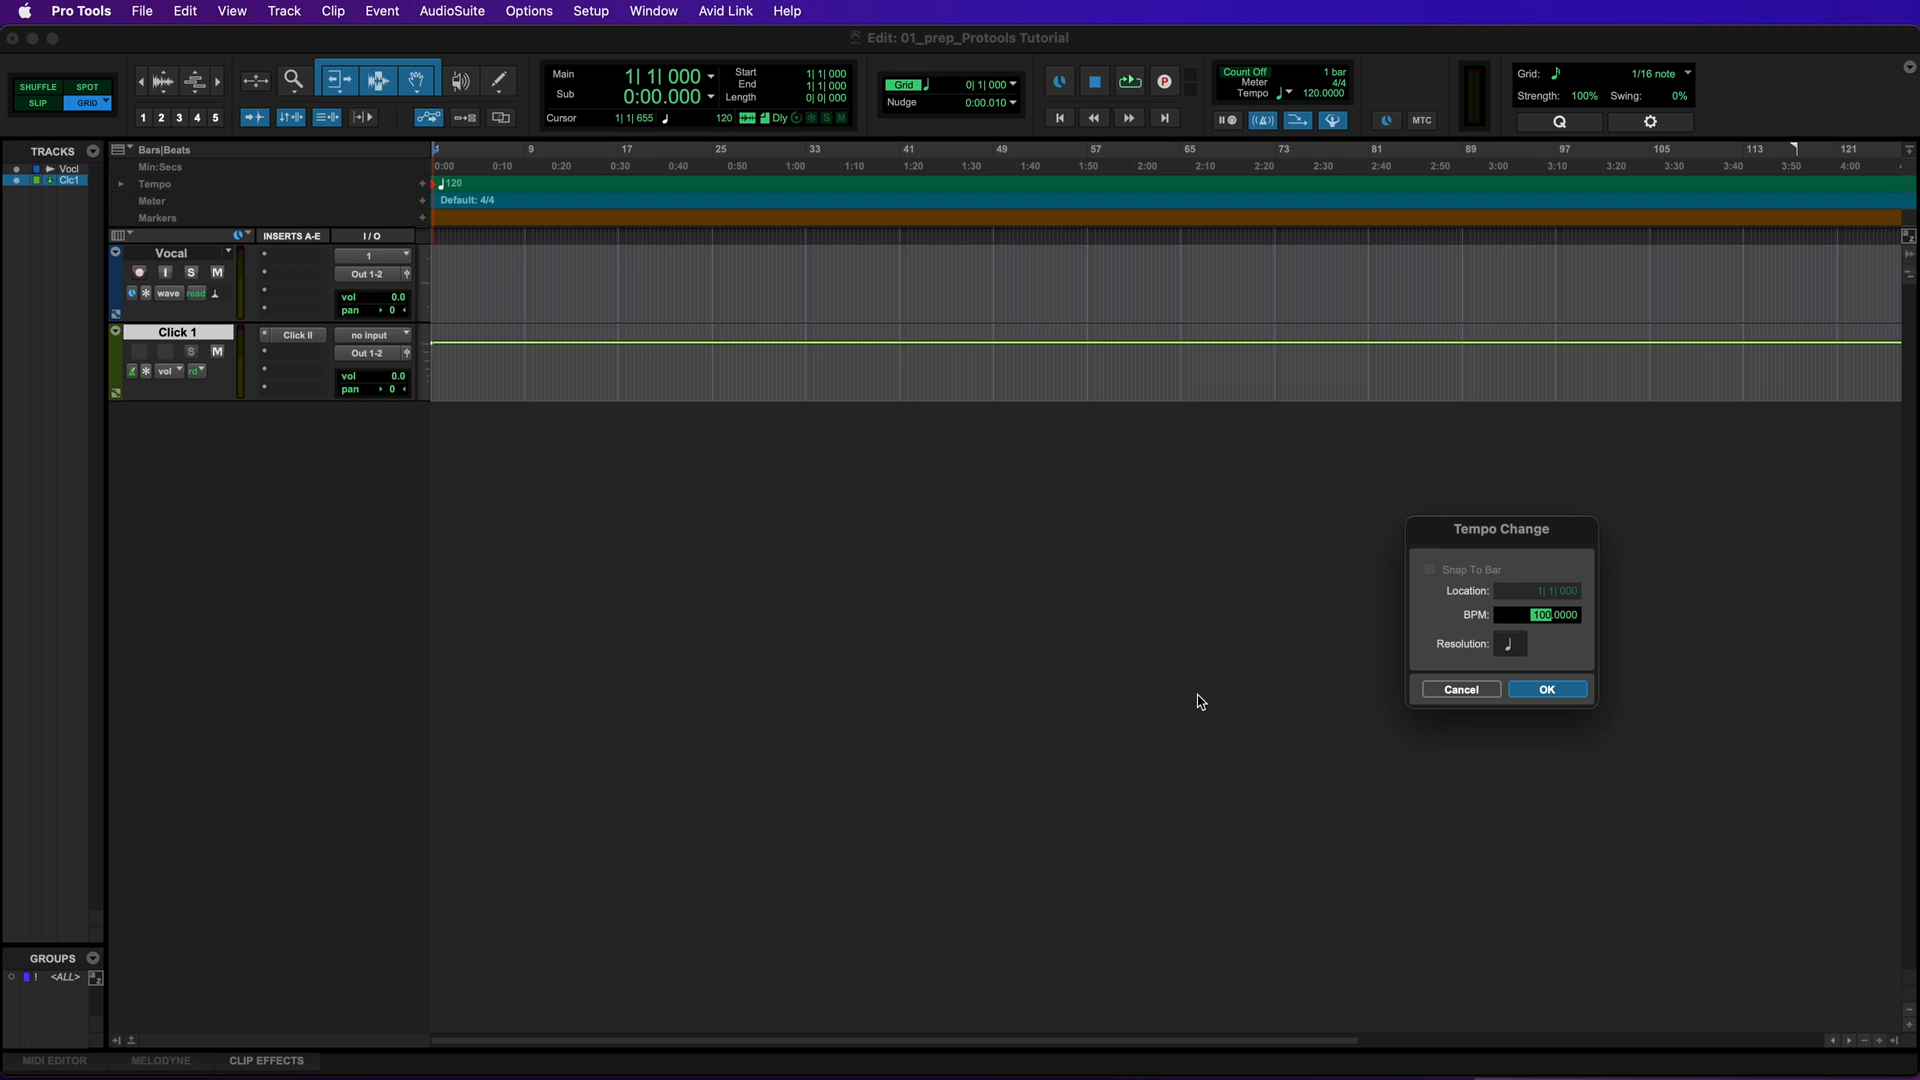 Pro Tools File Edit View Track Clip Event AudioSuite Options Setup Window Avid Link Help
Edit: 01_prep_Protools Tutorial
SHUFFLE SPOT
SLIP GRID
1 2 3 4 5
Main 1| 1| 000
Sub 0:00.000
Start 1| 1| 000
End 1| 1| 000
Length 0| 0| 000
Cursor 1| 1| 655 120 Dly S M
Grid 0| 1| 000
Nudge 0:00.010
P
Count Off 1 bar
Meter 4/4
Tempo 120.0000
MTC
Grid: 1/16 note
Strength: 100% Swing: 0%
Q
TRACKS
Vocl
Clc1
Bars|Beats 1 9 17 25 33 41 49 57 65 73 81 89 97 105 113 121
Min:Secs 0:00 0:10 0:20 0:30 0:40 0:50 1:00 1:10 1:20 1:30 1:40 1:50 2:00 2:10 2:20 2:30 2:40 2:50 3:00 3:10 3:20 3:30 3:40 3:50 4:00
Tempo + 120
Meter + Default: 4/4
Markers +
INSERTS A-E I / O
Vocal 1
I S M Out 1-2
wave read
vol 0.0
pan 0
Click 1 Click II no input
S M Out 1-2
vol rd
vol 0.0
pan 0
Tempo Change
Snap To Bar
Location: 1| 1| 000
BPM: 100.0000
Resolution:
Cancel OK
GROUPS
! <ALL> a z
MIDI EDITOR MELODYNE CLIP EFFECTS